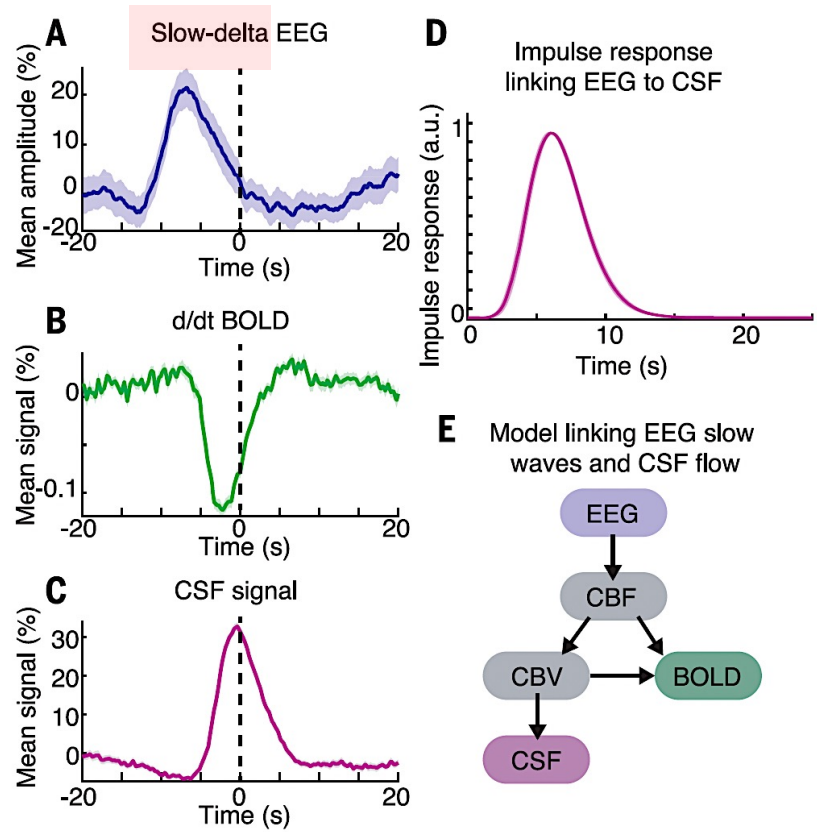 A
Slow-delta EEG
Mean amplitude (%)
20
10
0
-20
-20
0
20
Time (s)
B
d/dt BOLD
Mean signal (%)
0
-0.1
-20
0
20
Time (s)
C
CSF signal
Mean signal (%)
30
20
10
0
-20
0
20
Time (s)
D
Impulse response
linking EEG to CSF
Impulse response (a.u.)
1
0
0
10
20
Time (s)
E
Model linking EEG slow
waves and CSF flow
EEG
CBF
CBV
BOLD
CSF